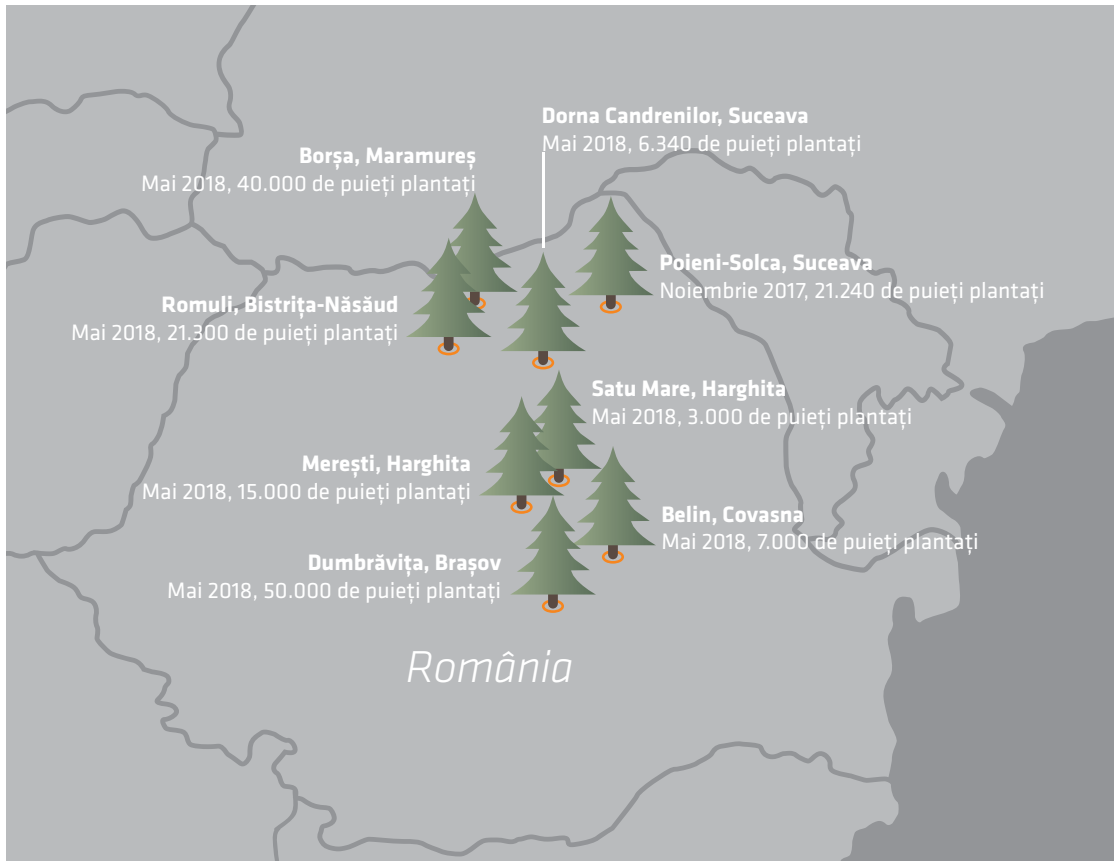 Dorna Candrenilor, Suceava
Mai 2018, 6.340 de puieți plantați
Borșa, Maramureș
Mai 2018, 40.000 de puieți plantați
Poieni-Solca, Suceava
Noiembrie 2017, 21.240 de puieți plantați
Romuli, Bistrița-Năsăud
Mai 2018, 21.300 de puieți plantați
Satu Mare, Harghita
Mai 2018, 3.000 de puieți plantați
Merești, Harghita
Mai 2018, 15.000 de puieți plantați
Belin, Covasna
Mai 2018, 7.000 de puieți plantați
Dumbrăvița, Brașov
Mai 2018, 50.000 de puieți plantați
România